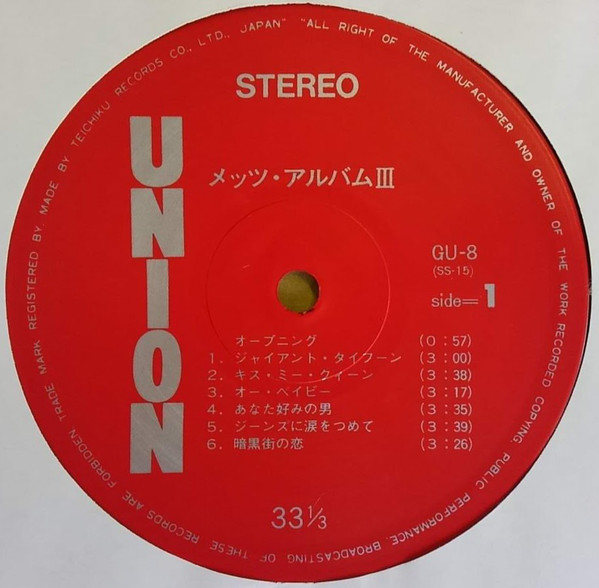 TRADE MARK REGISTERED BY, MADE BY TEICHIKU RECORDS CO., LTD., JAPAN" "ALL RIGHT OF THE MANUFACTURER AND OWNER OF THE WORK RECORDED COPYING, PUBLIC PERFORMANCE, BROADCASTING OF THESE RECORDS ARE FORBIDDEN,
STEREO
UNION
メッツ・アルバムⅢ
GU-8
(SS-15)
side=1
オープニング (0:57)
1. ジャイアント・タイフーン (3:00)
2. キス・ミー・クィーン (3:38)
3. オー・ベイビー (3:17)
4. あなた好みの男 (3:35)
5. ジーンズに涙をつめて (3:39)
6. 暗黒街の恋 (3:26)
33 1/3